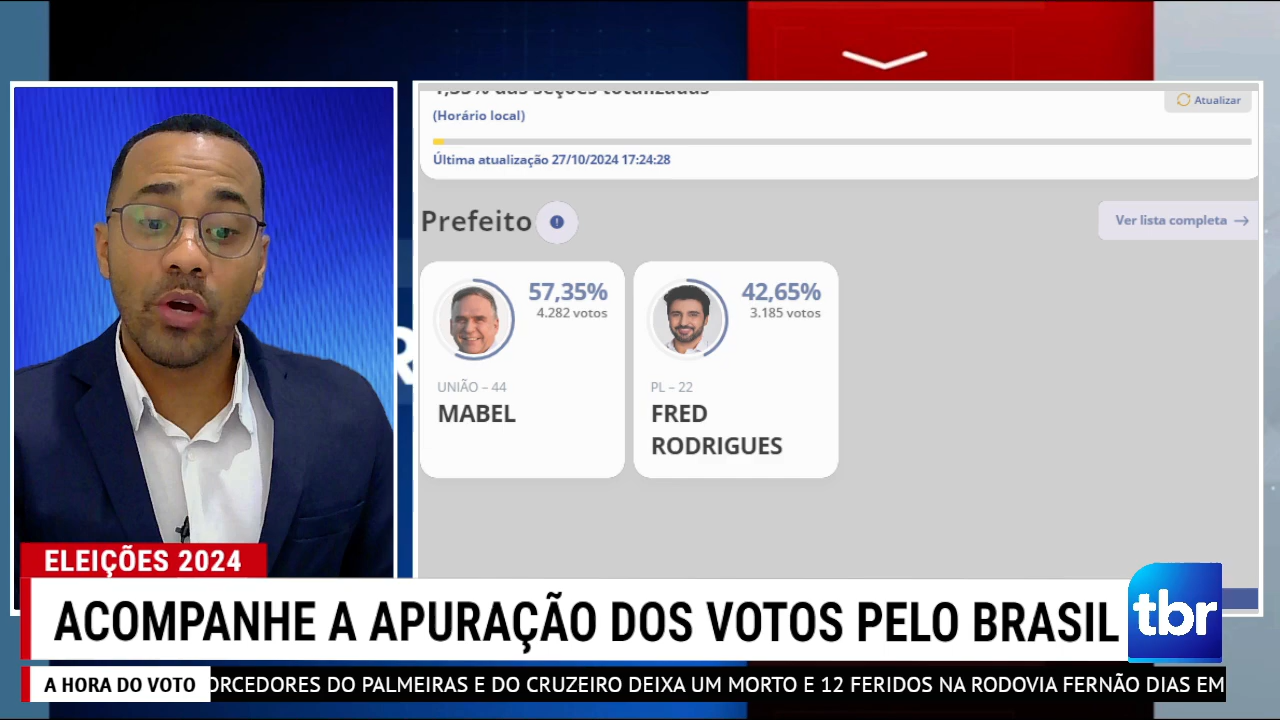 das seções totalizadas
Atualizar
(Horário local)
Última atualização 27/10/2024 17:24:28
Prefeito
Ver lista completa →
57,35%
4.282 votos
UNIÃO – 44
MABEL
42,65%
3.185 votos
PL – 22
FRED
RODRIGUES
R
ELEIÇÕES 2024
ACOMPANHE A APURAÇÃO DOS VOTOS PELO BRASIL
tbr
A HORA DO VOTO
ORCEDORES DO PALMEIRAS E DO CRUZEIRO DEIXA UM MORTO E 12 FERIDOS NA RODOVIA FERNÃO DIAS EM